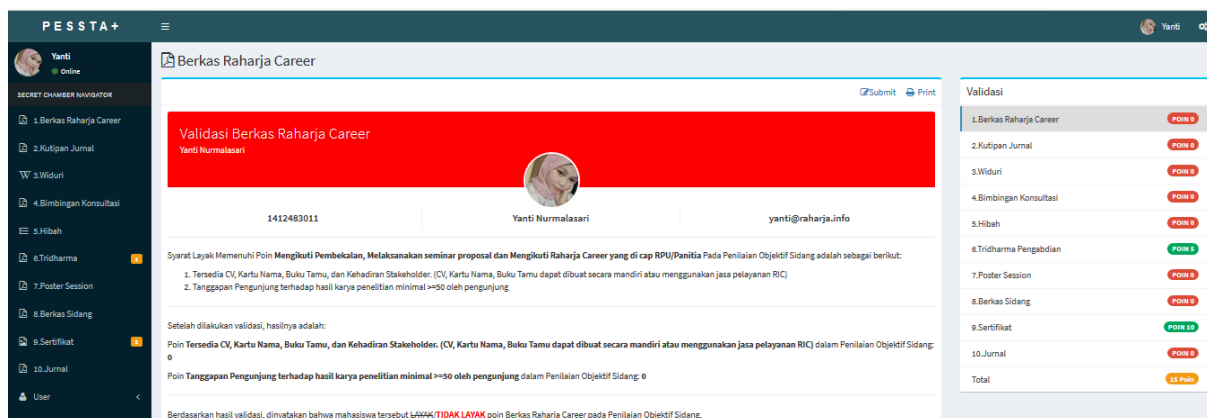 PESSTA+
Yanti
Yanti
Online
SECRET CHAMBER NAVIGATOR
1.Berkas Raharja Career
2.Kutipan Jurnal
3.Widuri
4.Bimbingan Konsultasi
5.Hibah
6.Tridharma
7.Poster Session
8.Berkas Sidang
9.Sertifikat
10.Jurnal
User
Berkas Raharja Career
Submit Print
Validasi Berkas Raharja Career
Yanti Nurmalasari
1412483011 Yanti Nurmalasari yanti@raharja.info
Syarat Layak Memenuhi Poin Mengikuti Pembekalan, Melaksanakan seminar proposal dan Mengikuti Raharja Career yang di cap RPU/Panitia Pada Penilaian Objektif Sidang adalah sebagai berikut:
1. Tersedia CV, Kartu Nama, Buku Tamu, dan Kehadiran Stakeholder. (CV, Kartu Nama, Buku Tamu dapat dibuat secara mandiri atau menggunakan jasa pelayanan RIC)
2. Tanggapan Pengunjung terhadap hasil karya penelitian minimal >=50 oleh pengunjung
Setelah dilakukan validasi, hasilnya adalah:
Poin Tersedia CV, Kartu Nama, Buku Tamu, dan Kehadiran Stakeholder. (CV, Kartu Nama, Buku Tamu dapat dibuat secara mandiri atau menggunakan jasa pelayanan RIC) dalam Penilaian Objektif Sidang:
0
Poin Tanggapan Pengunjung terhadap hasil karya penelitian minimal >=50 oleh pengunjung dalam Penilaian Objektif Sidang: 0
Berdasarkan hasil validasi, dinyatakan bahwa mahasiswa tersebut LAYAK/TIDAK LAYAK poin Berkas Raharja Career pada Penilaian Objektif Sidang.
Validasi
1.Berkas Raharja Career POIN 0
2.Kutipan Jurnal POIN 0
3.Widuri POIN 0
4.Bimbingan Konsultasi POIN 0
5.Hibah POIN 0
6.Tridharma Pengabdian POIN 5
7.Poster Session POIN 0
8.Berkas Sidang POIN 0
9.Sertifikat POIN 10
10.Jurnal POIN 0
Total 15 Poin